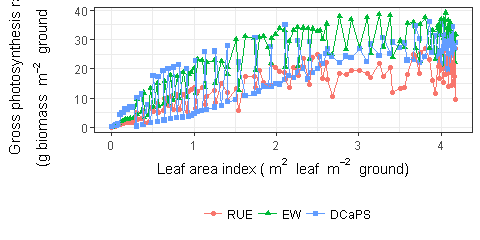 Gross photosynthesis
(g biomass m⁻² ground
40
30
20
10
0
0
1
2
3
4
Leaf area index ( m² leaf m⁻² ground)
RUE EW DCaPS